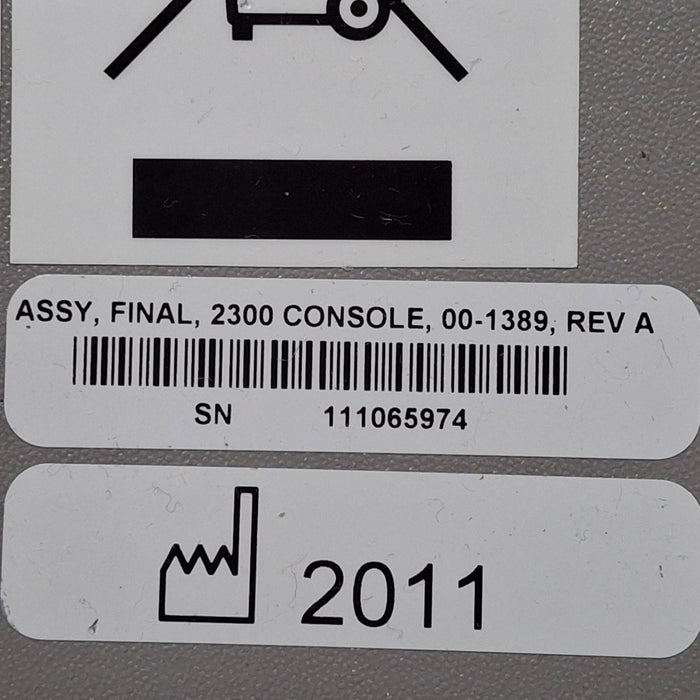 ASSY, FINAL, 2300 CONSOLE, 00-1389, REV A
SN 111065974
2011